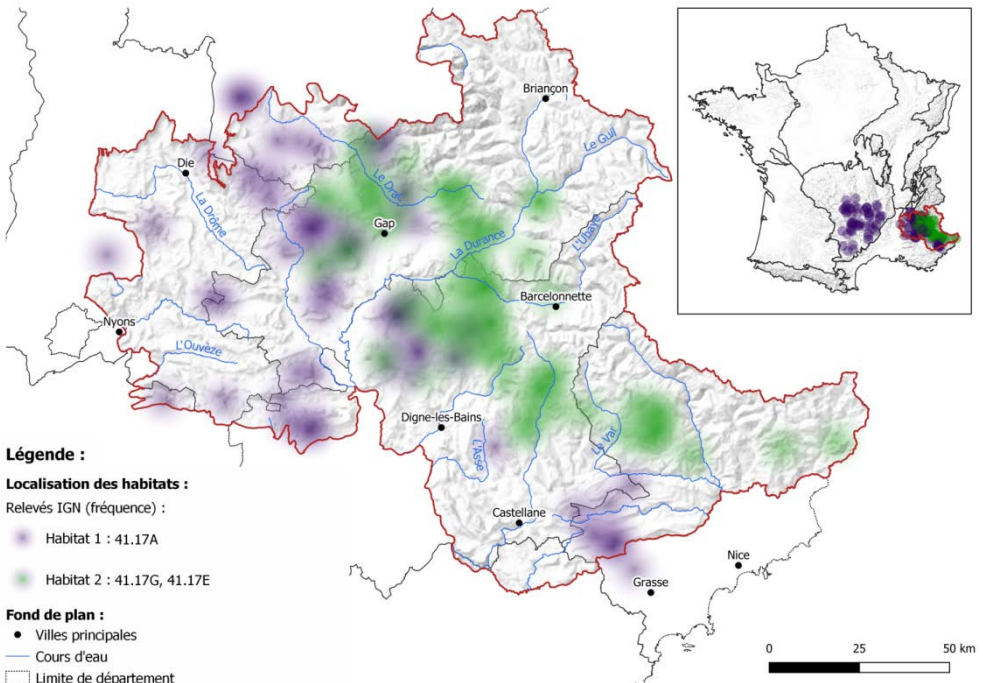 Briançon
Le Guil
Die
La Drôme
Le Drac
Gap
La Durance
L'Ubaye
Barcelonnette
Nyons
L'Ouvèze
Digne-les-Bains
L'Asse
Le Var
Castellane
Nice
Grasse
Légende :
Localisation des habitats :
Relevés IGN (fréquence) :
Habitat 1 : 41.17A
Habitat 2 : 41.17G, 41.17E
Fond de plan :
Villes principales
Cours d'eau
Limite de département
0 25 50 km